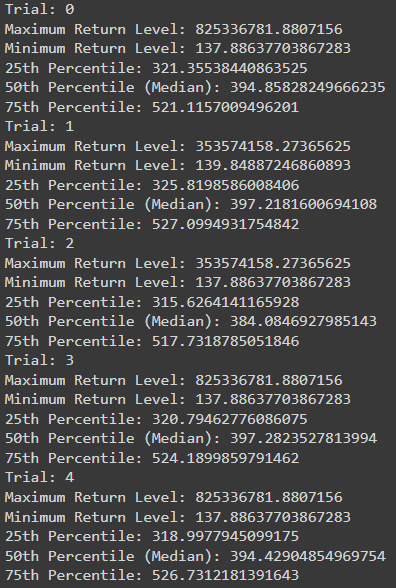 Trial: 0
Maximum Return Level: 825336781.8807156
Minimum Return Level: 137.88637703867283
25th Percentile: 321.35538440863525
50th Percentile (Median): 394.85828249666235
75th Percentile: 521.1157009496201
Trial: 1
Maximum Return Level: 353574158.27365625
Minimum Return Level: 139.84887246860893
25th Percentile: 325.8198586008406
50th Percentile (Median): 397.2181600694108
75th Percentile: 527.0994931754842
Trial: 2
Maximum Return Level: 353574158.27365625
Minimum Return Level: 137.88637703867283
25th Percentile: 315.6264141165928
50th Percentile (Median): 384.0846927985143
75th Percentile: 517.7318785051846
Trial: 3
Maximum Return Level: 825336781.8807156
Minimum Return Level: 137.88637703867283
25th Percentile: 320.79462776086075
50th Percentile (Median): 397.2823527813994
75th Percentile: 524.1899859791462
Trial: 4
Maximum Return Level: 825336781.8807156
Minimum Return Level: 137.88637703867283
25th Percentile: 318.9977945099175
50th Percentile (Median): 394.42904854969754
75th Percentile: 526.7312181391643